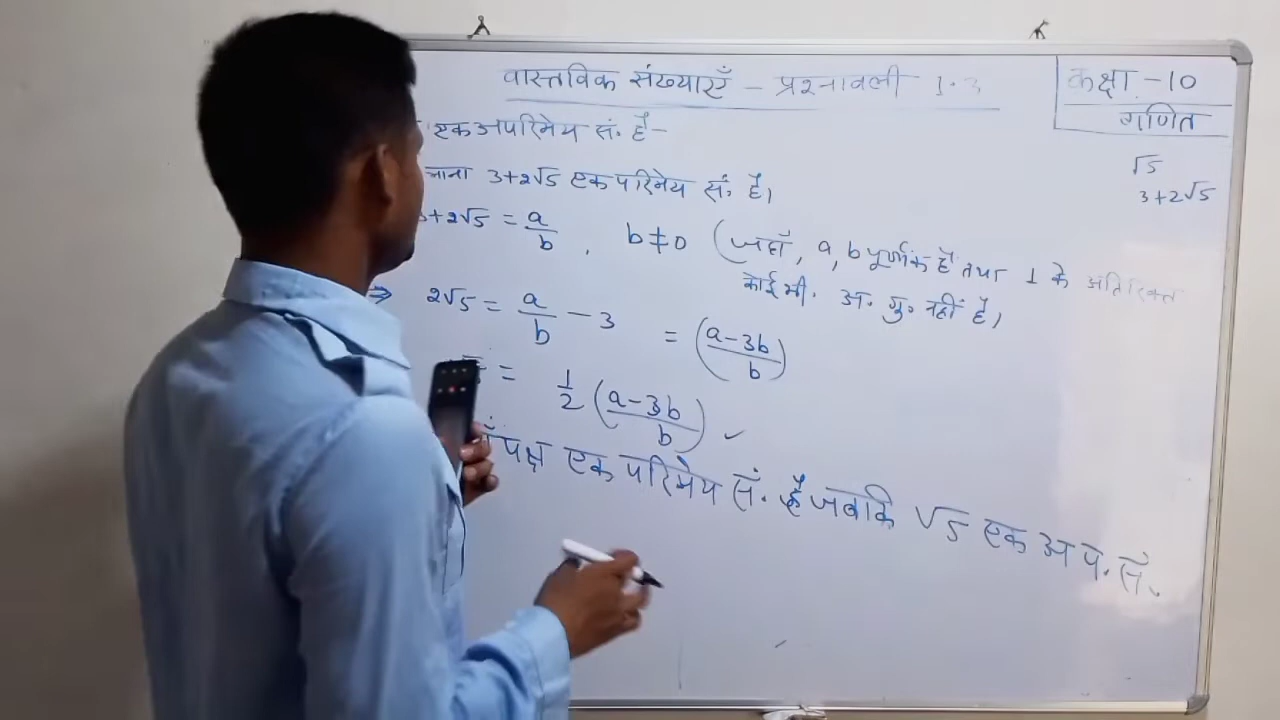 वास्तविक संख्याएँ - प्रश्नावली 1.3
कक्षा -10
गणित
एक अपरिमेय सं. है-
√5
3+2√5
माना 3+2√5 एक परिमेय सं. है।
3+2√5 = a/b , b≠0 (जहाँ, a, b पूर्णांक हैं तथा 1 के अतिरिक्त
कोई भी. अ. गु. नहीं है।
⇒ 2√5 = a/b - 3 = (a-3b/b)
= 1/2 (a-3b/b) ✓
पक्ष एक परिमेय सं. है जबकि √5 एक अ प. सं.